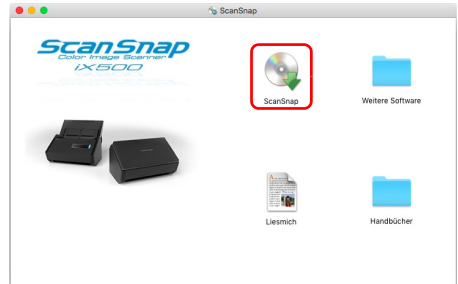 ScanSnap
ScanSnap
Color Image Scanner
iX500
ScanSnap
Weitere Software
Liesmich
Handbücher